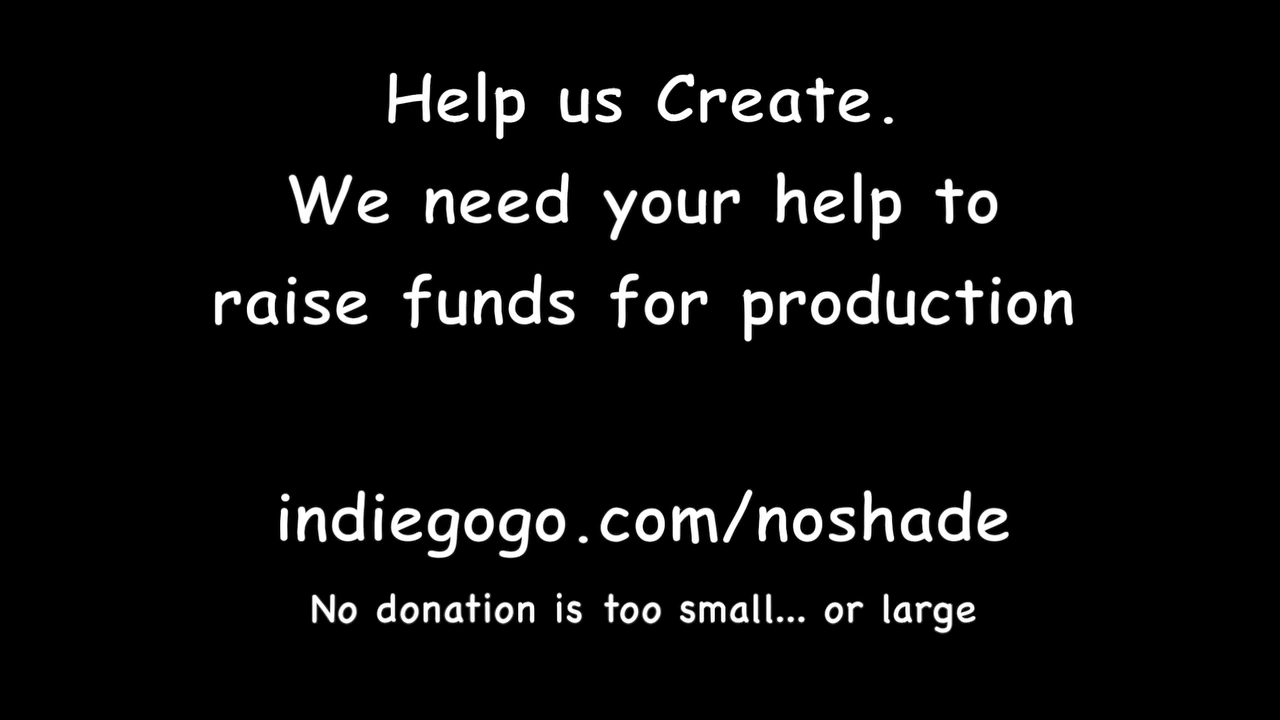 Help us Create.
We need your help to
raise funds for production
indiegogo.com/noshade
No donation is too small... or large